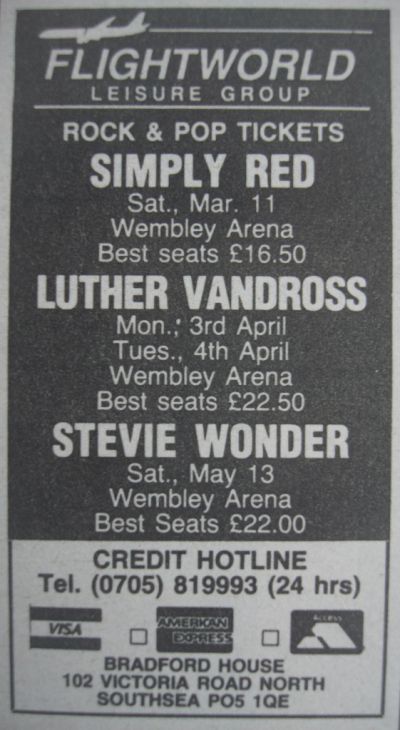 FLIGHTWORLD
LEISURE GROUP
ROCK & POP TICKETS
SIMPLY RED
Sat., Mar. 11
Wembley Arena
Best seats £16.50
LUTHER VANDROSS
Mon., 3rd April
Tues., 4th April
Wembley Arena
Best seats £22.50
STEVIE WONDER
Sat., May 13
Wembley Arena
Best Seats £22.00
CREDIT HOTLINE
Tel. (0705) 819993 (24 hrs)
VISA
AMERICAN
EXPRESS
ACCESS
BRADFORD HOUSE
102 VICTORIA ROAD NORTH
SOUTHSEA PO5 1QE